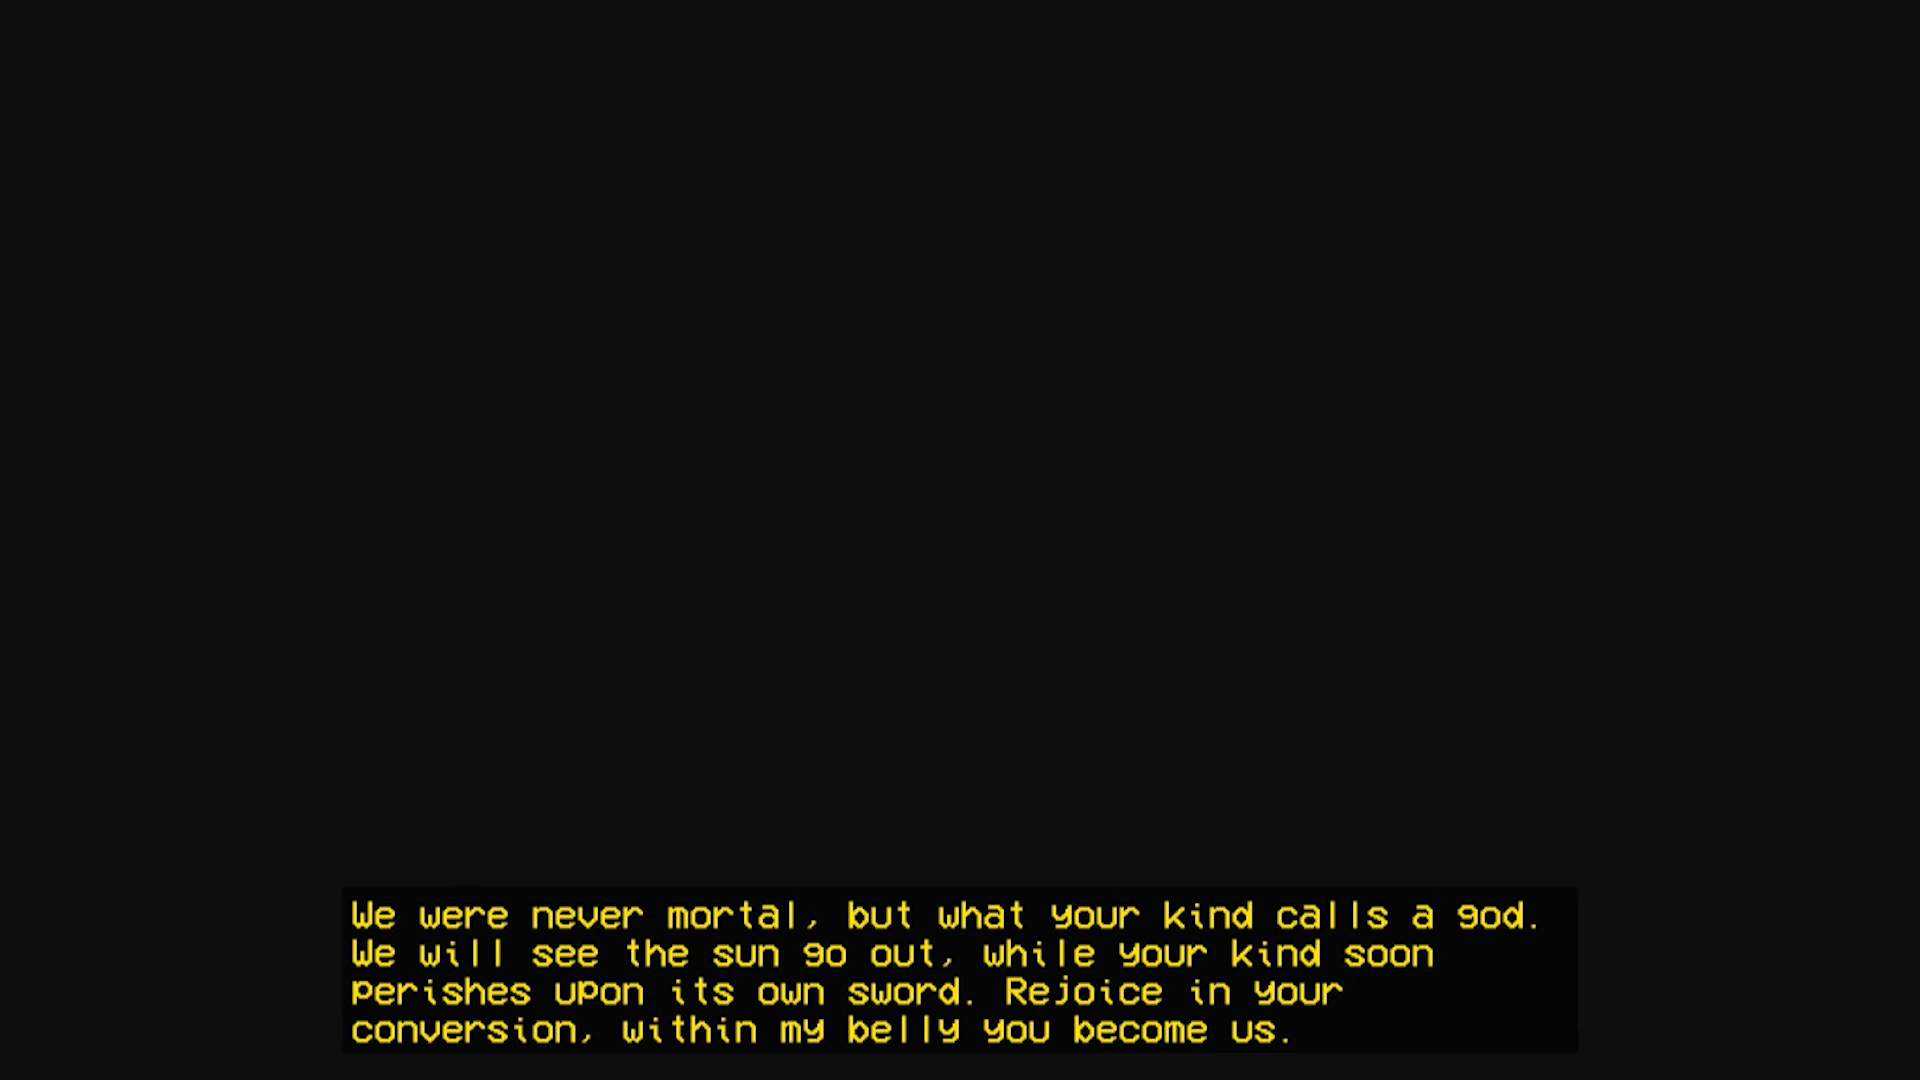 We were never mortal, but what your kind calls a god.
We will see the sun go out, while your kind soon
perishes upon its own sword. Rejoice in your
conversion, within my belly you become us.